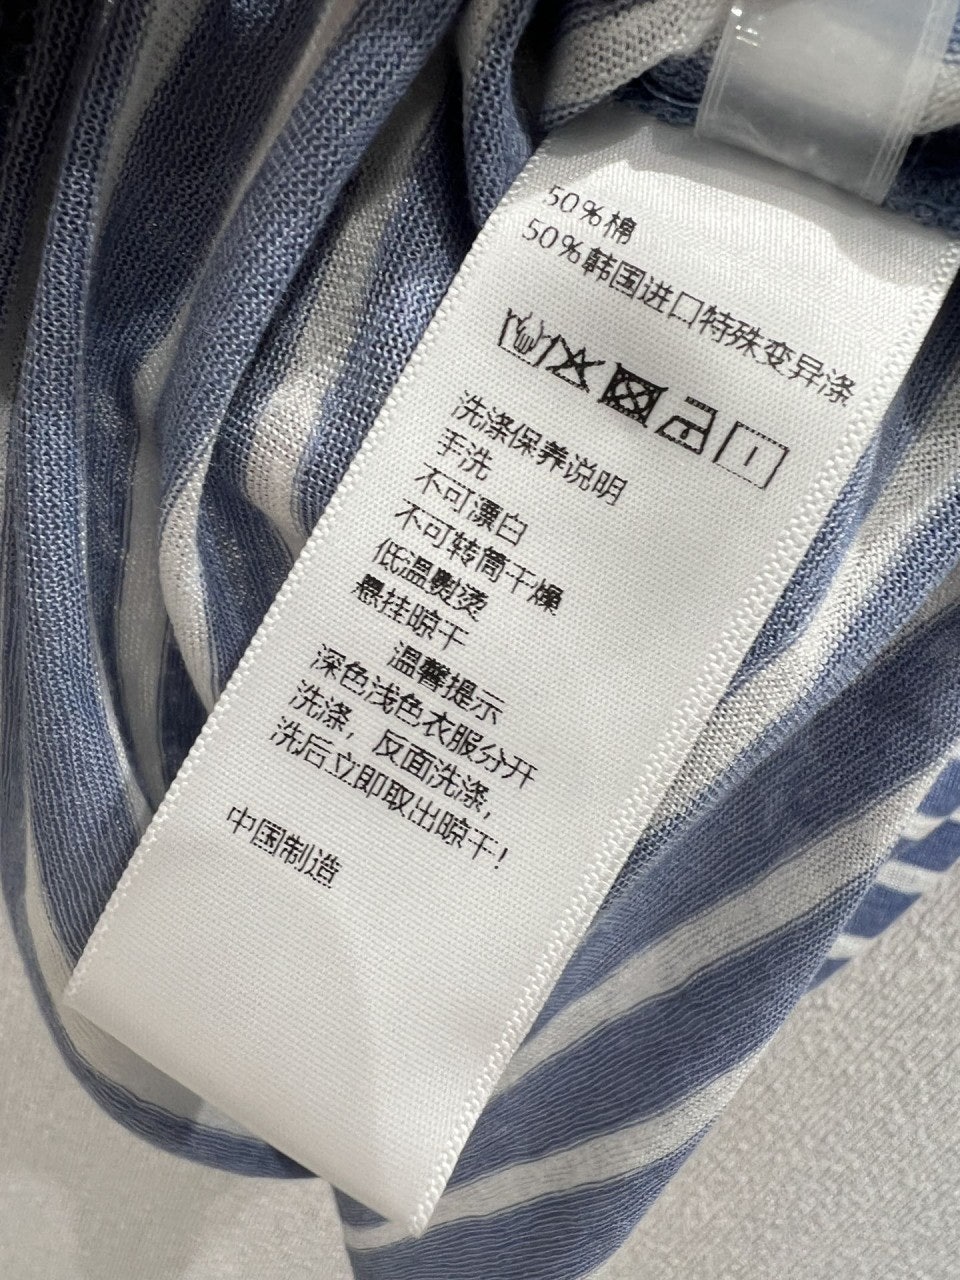 50%棉
50%韩国进口特殊变异涤
洗涤保养说明
手洗
不可漂白
不可转筒干燥
低温熨烫
悬挂晾干
温馨提示
深色浅色衣服分开
洗涤，反面洗涤，
洗后立即取出晾干！
中国制造